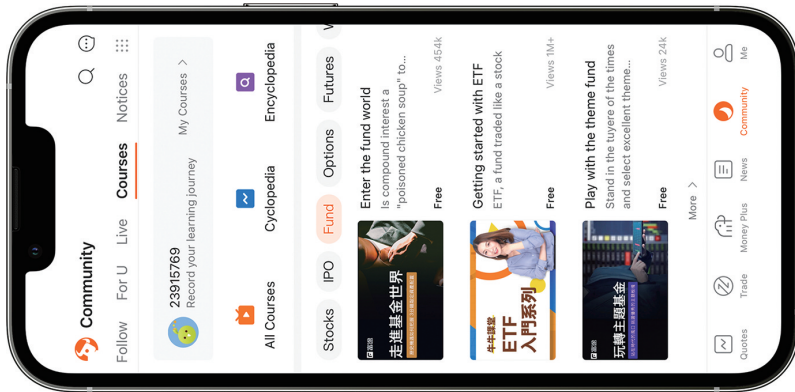 Community
Follow
For U
Live
Courses
Notices
23915769
Record your learning journey
My Courses >
All Courses
Cyclopedia
Encyclopedia
Stocks
IPO
Fund
Options
Futures
富途
走進基金世界
Enter the fund world
Is compound interest a
"poisoned chicken soup" to...
Free
Views 454k
牛牛課堂
ETF
入門系列
Getting started with ETF
ETF, a fund traded like a stock
Free
Views 1M+
富途
玩轉主題基金
Play with the theme fund
Stand in the tuyere of the times
and select excellent theme...
Free
Views 24k
More >
Quotes
Trade
Money Plus
News
Community
Me